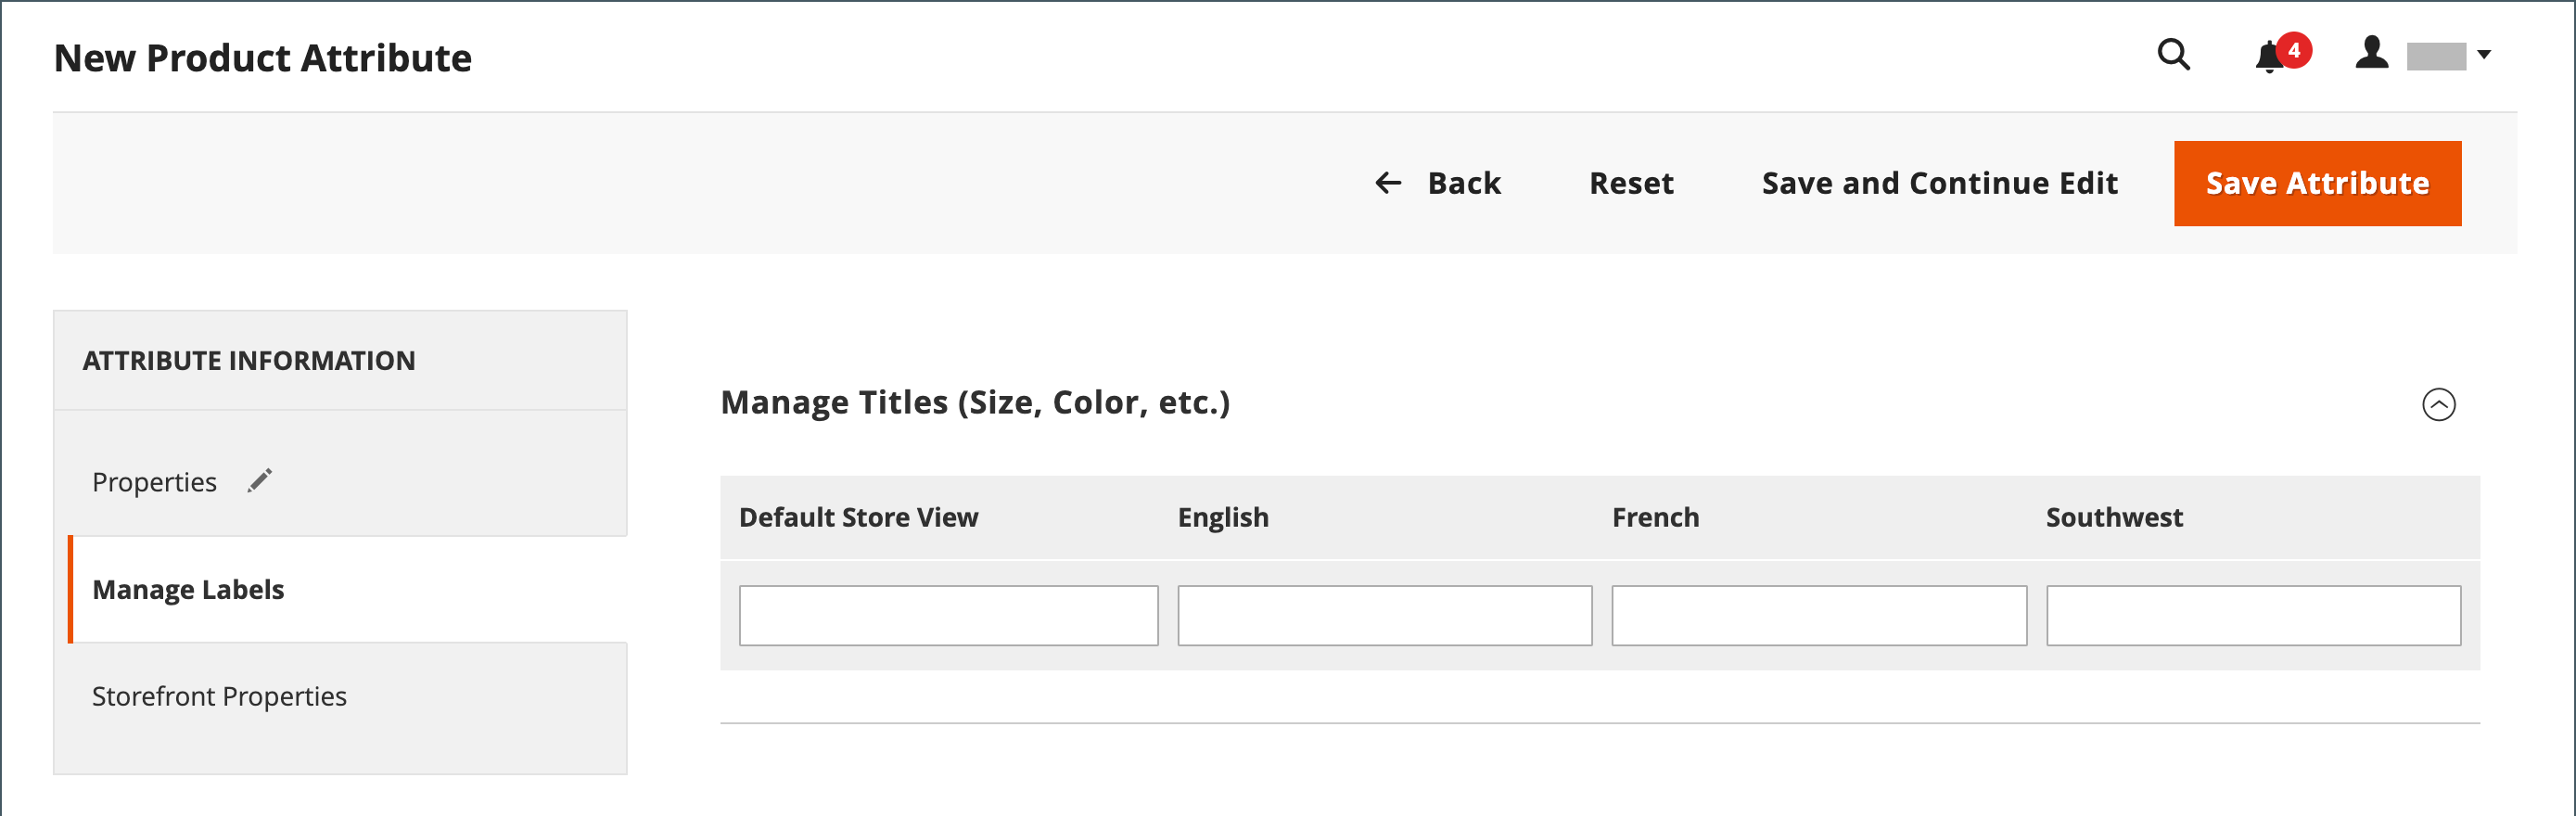 New Product Attribute
4
Back
Reset
Save and Continue Edit
Save Attribute
ATTRIBUTE INFORMATION
Properties
Manage Labels
Storefront Properties
Manage Titles (Size, Color, etc.)
Default Store View
English
French
Southwest